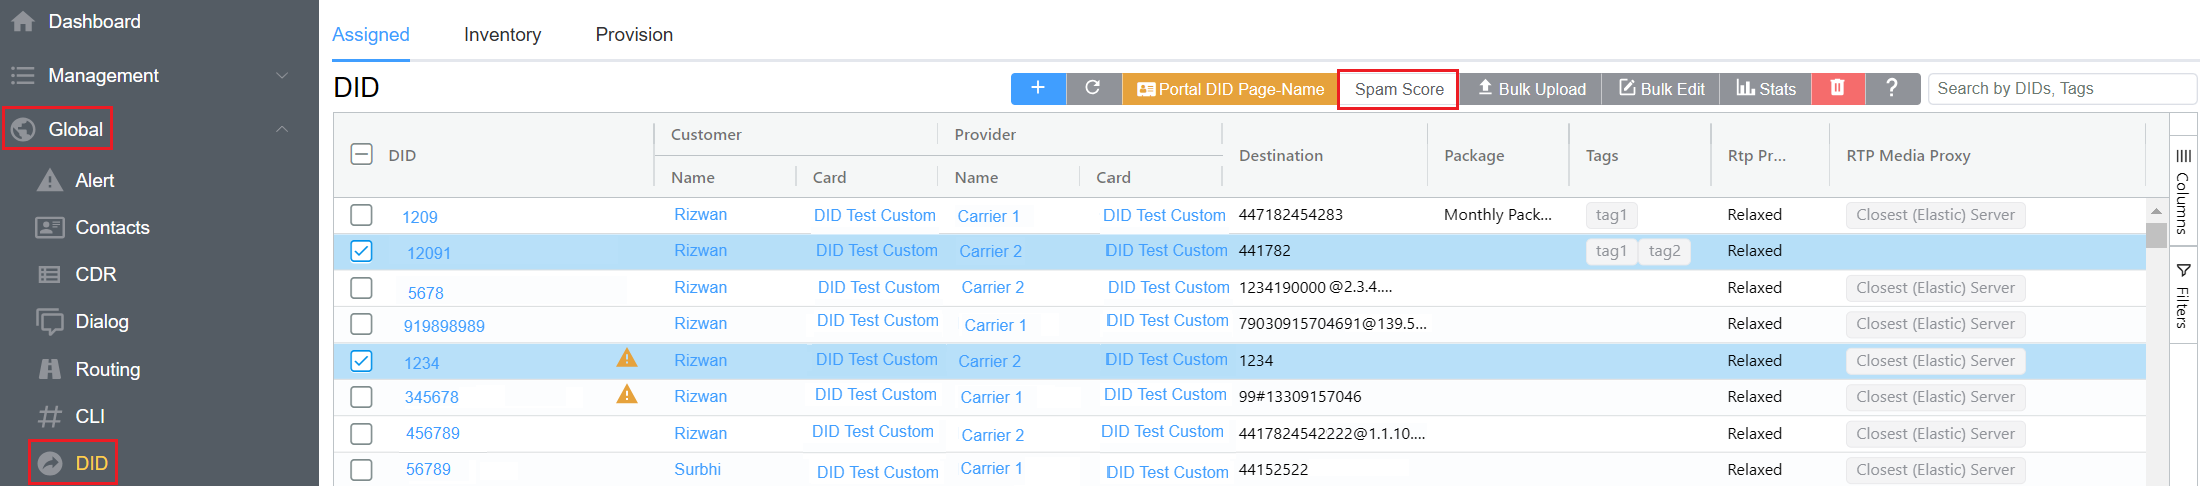 Dashboard
Management
Global
Alert
Contacts
CDR
Dialog
Routing
CLI
DID
Assigned Inventory Provision
DID
Portal DID Page-Name Spam Score Bulk Upload Bulk Edit Stats ? Search by DIDs, Tags
DID Customer Provider Destination Package Tags Rtp Pr... RTP Media Proxy
Name Card Name Card
1209 Rizwan DID Test Custom Carrier 1 DID Test Custom 447182454283 Monthly Pack... tag1 Relaxed Closest (Elastic) Server
12091 Rizwan DID Test Custom Carrier 2 DID Test Custom 441782 tag1 tag2 Relaxed
5678 Rizwan DID Test Custom Carrier 2 DID Test Custom 1234190000@2.3.4.... Relaxed Closest (Elastic) Server
919898989 Rizwan DID Test Custom Carrier 1 DID Test Custom 79030915704691@139.5... Relaxed Closest (Elastic) Server
1234 Rizwan DID Test Custom Carrier 2 DID Test Custom 1234 Relaxed Closest (Elastic) Server
345678 Rizwan DID Test Custom Carrier 1 DID Test Custom 99#13309157046 Relaxed Closest (Elastic) Server
456789 Rizwan DID Test Custom Carrier 2 DID Test Custom 4417824542222@1.1.10.... Relaxed Closest (Elastic) Server
56789 Surbhi DID Test Custom Carrier 1 DID Test Custom 44152522 Relaxed Closest (Elastic) Server
Columns
Filters